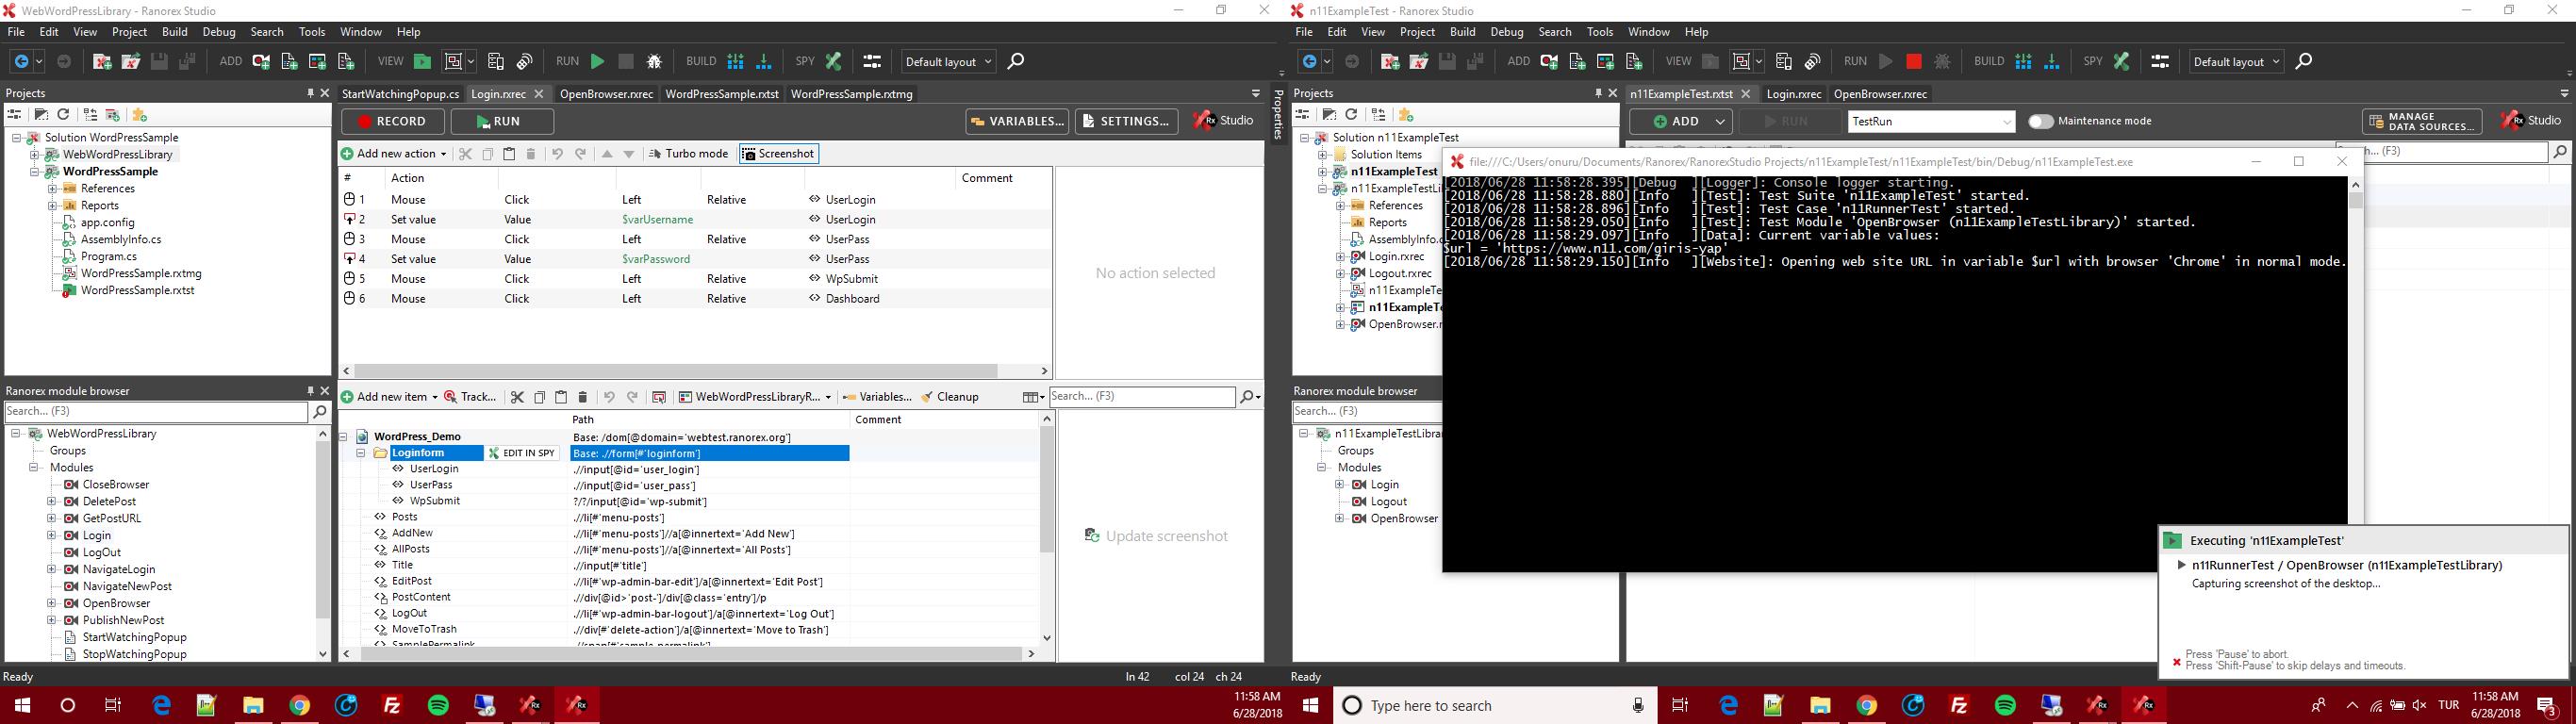 WebWordPressLibrary - Ranorex Studio
File Edit View Project Build Debug Search Tools Window Help
ADD VIEW RUN BUILD SPY Default layout
Projects
Solution WordPressSample
WebWordPressLibrary
WordPressSample
References
Reports
app.config
AssemblyInfo.cs
Program.cs
WordPressSample.rxtmg
WordPressSample.rxtst
Ranorex module browser
Search... (F3)
WebWordPressLibrary
Groups
Modules
CloseBrowser
DeletePost
GetPostURL
Login
LogOut
NavigateLogin
NavigateNewPost
OpenBrowser
PublishNewPost
StartWatchingPopup
StopWatchingPopup
StartWatchingPopup.cs Login.rxrec OpenBrowser.rxrec WordPressSample.rxtst WordPressSample.rxtmg
RECORD RUN VARIABLES... SETTINGS... Rx Studio
Add new action Turbo mode Screenshot
# Action Comment
1 Mouse Click Left Relative UserLogin
2 Set value Value $varUsername UserLogin
3 Mouse Click Left Relative UserPass
4 Set value Value $varPassword UserPass
5 Mouse Click Left Relative WpSubmit
6 Mouse Click Left Relative Dashboard
No action selected
Add new item Track... WebWordPressLibraryR... Variables... Cleanup Search... (F3)
Path Comment
WordPress_Demo Base: /dom[@domain='webtest.ranorex.org']
Loginform EDIT IN SPY Base: .//form[#'loginform']
UserLogin .//input[@id='user_login']
UserPass .//input[@id='user_pass']
WpSubmit ?/?/input[@id='wp-submit']
Posts .//li[#'menu-posts']
AddNew .//li[#'menu-posts']//a[@innertext='Add New']
AllPosts .//li[#'menu-posts']//a[@innertext='All Posts']
Title .//input[#'title']
EditPost .//li[#'wp-admin-bar-edit']/a[@innertext='Edit Post']
PostContent .//div[@id>'post-']/div[@class='entry']/p
LogOut .//li[#'wp-admin-bar-logout']/a[@innertext='Log Out']
MoveToTrash .//div[#'delete-action']/a[@innertext='Move to Trash']
SamplePermalink .//span[#'sample-permalink']
Update screenshot
Properties
Ready ln 42 col 24 ch 24
11:58 AM
6/28/2018
n11ExampleTest - Ranorex Studio
File Edit View Project Build Debug Search Tools Window Help
ADD VIEW RUN BUILD SPY Default layout
Projects
Solution n11ExampleTest
Solution Items
n11ExampleTest
n11ExampleTestLi
References
Reports
AssemblyInfo.c
Login.rxrec
Logout.rxrec
n11ExampleTe
n11ExampleTe
OpenBrowser.r
Ranorex module browser
Search... (F3)
n11ExampleTestLibrar
Groups
Modules
Login
Logout
OpenBrowser
n11ExampleTest.rxtst Login.rxrec OpenBrowser.rxrec
ADD RUN TestRun Maintenance mode MANAGE DATA SOURCES... Rx Studio
ch... (F3)
file:///C:/Users/onuru/Documents/Ranorex/RanorexStudio Projects/n11ExampleTest/n11ExampleTest/bin/Debug/n11ExampleTest.exe
[2018/06/28 11:58:28.395][Debug ][Logger]: Console logger starting.
[2018/06/28 11:58:28.880][Info ][Test]: Test Suite 'n11ExampleTest' started.
[2018/06/28 11:58:28.896][Info ][Test]: Test Case 'n11RunnerTest' started.
[2018/06/28 11:58:29.050][Info ][Test]: Test Module 'OpenBrowser (n11ExampleTestLibrary)' started.
[2018/06/28 11:58:29.097][Info ][Data]: Current variable values:
$url = 'https://www.n11.com/giris-yap'
[2018/06/28 11:58:29.150][Info ][Website]: Opening web site URL in variable $url with browser 'Chrome' in normal mode.
Executing 'n11ExampleTest'
n11RunnerTest / OpenBrowser (n11ExampleTestLibrary)
Capturing screenshot of the desktop...
Press 'Pause' to abort.
Press 'Shift-Pause' to skip delays and timeouts.
Ready
Type here to search
TUR
11:58 AM
6/28/2018
3